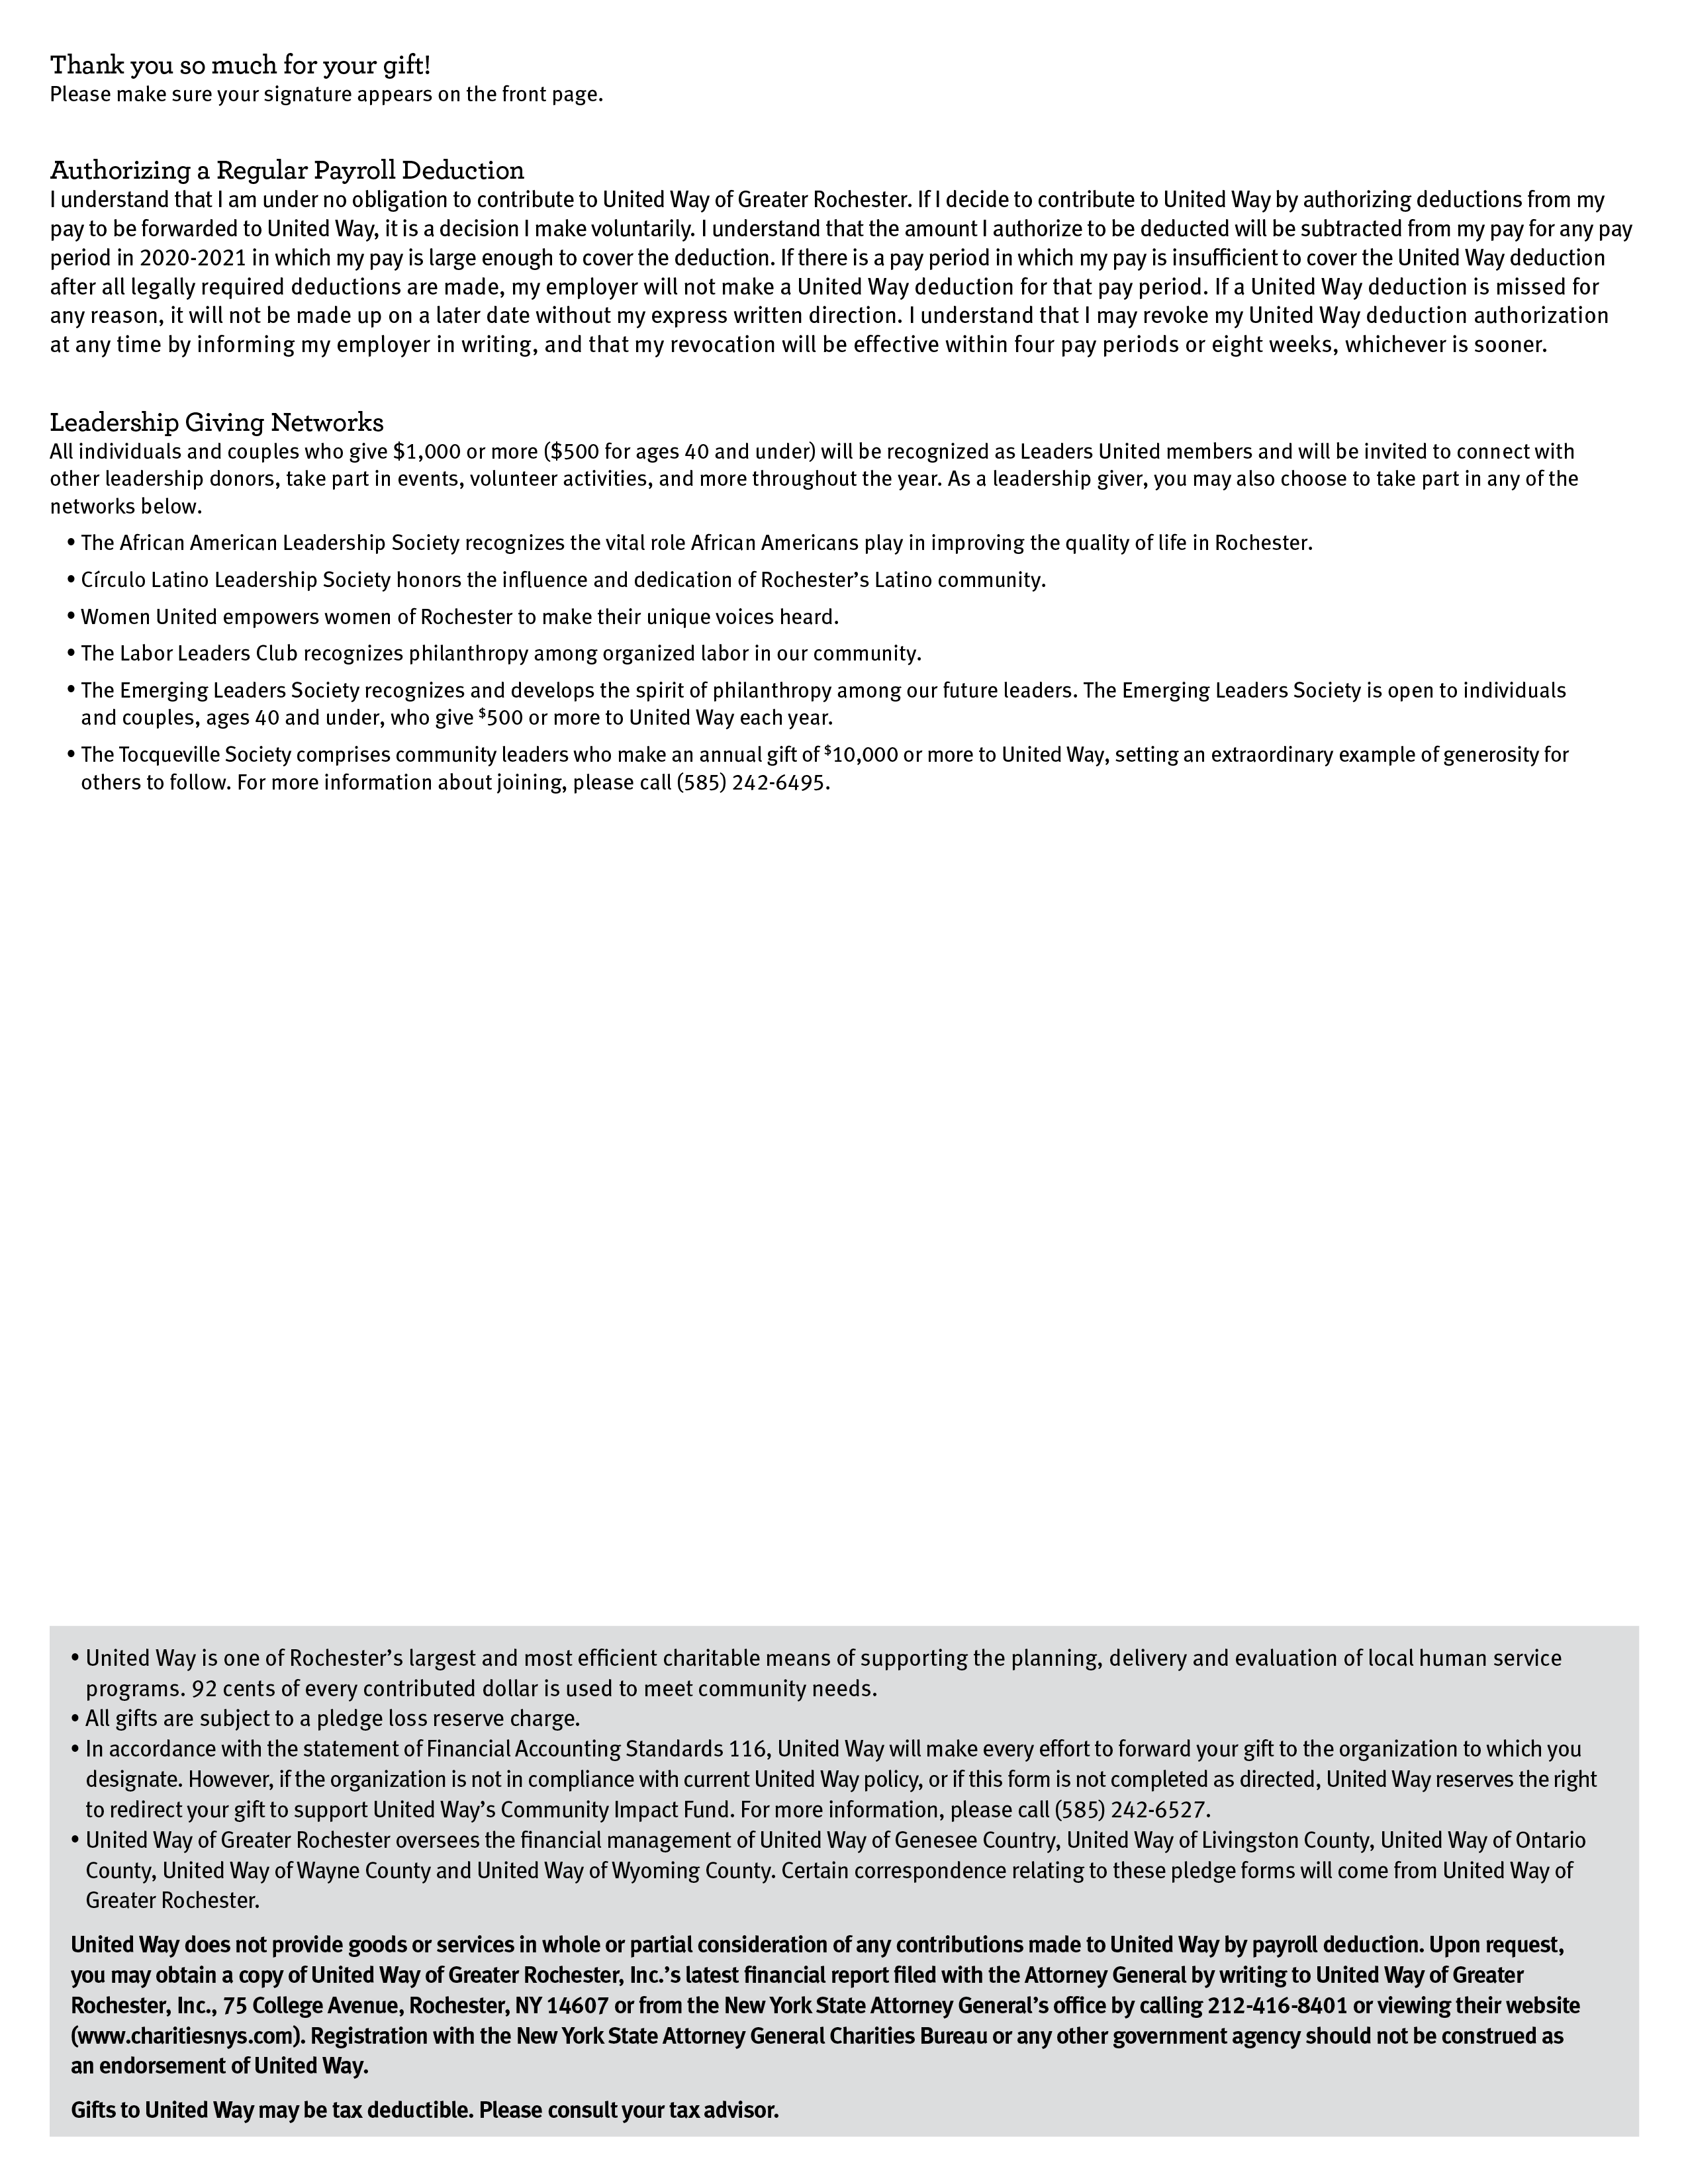 Thank you so much for your gift!
Please make sure your signature appears on the front page.
Authorizing a Regular Payroll Deduction
I understand that I am under no obligation to contribute to United Way of Greater Rochester. If I decide to contribute to United Way by authorizing deductions from my
pay to be forwarded to United Way, it is a decision I make voluntarily. I understand that the amount I authorize to be deducted will be subtracted from my pay for any pay
period in 2020-2021 in which my pay is large enough to cover the deduction. If there is a pay period in which my pay is insufficient to cover the United Way deduction
after all legally required deductions are made, my employer will not make a United Way deduction for that pay period. If a United Way deduction is missed for
any reason, it will not be made up on a later date without my express written direction. I understand that I may revoke my United Way deduction authorization
at any time by informing my employer in writing, and that my revocation will be effective within four pay periods or eight weeks, whichever is sooner.
Leadership Giving Networks
All individuals and couples who give $1,000 or more ($500 for ages 40 and under) will be recognized as Leaders United members and will be invited to connect with
other leadership donors, take part in events, volunteer activities, and more throughout the year. As a leadership giver, you may also choose to take part in any of the
networks below.
• The African American Leadership Society recognizes the vital role African Americans play in improving the quality of life in Rochester.
• Círculo Latino Leadership Society honors the influence and dedication of Rochester’s Latino community.
• Women United empowers women of Rochester to make their unique voices heard.
• The Labor Leaders Club recognizes philanthropy among organized labor in our community.
• The Emerging Leaders Society recognizes and develops the spirit of philanthropy among our future leaders. The Emerging Leaders Society is open to individuals
and couples, ages 40 and under, who give $500 or more to United Way each year.
• The Tocqueville Society comprises community leaders who make an annual gift of $10,000 or more to United Way, setting an extraordinary example of generosity for
others to follow. For more information about joining, please call (585) 242-6495.
• United Way is one of Rochester’s largest and most efficient charitable means of supporting the planning, delivery and evaluation of local human service
programs. 92 cents of every contributed dollar is used to meet community needs.
• All gifts are subject to a pledge loss reserve charge.
• In accordance with the statement of Financial Accounting Standards 116, United Way will make every effort to forward your gift to the organization to which you
designate. However, if the organization is not in compliance with current United Way policy, or if this form is not completed as directed, United Way reserves the right
to redirect your gift to support United Way’s Community Impact Fund. For more information, please call (585) 242-6527.
• United Way of Greater Rochester oversees the financial management of United Way of Genesee Country, United Way of Livingston County, United Way of Ontario
County, United Way of Wayne County and United Way of Wyoming County. Certain correspondence relating to these pledge forms will come from United Way of
Greater Rochester.
United Way does not provide goods or services in whole or partial consideration of any contributions made to United Way by payroll deduction. Upon request,
you may obtain a copy of United Way of Greater Rochester, Inc.’s latest financial report filed with the Attorney General by writing to United Way of Greater
Rochester, Inc., 75 College Avenue, Rochester, NY 14607 or from the New York State Attorney General’s office by calling 212-416-8401 or viewing their website
(www.charitiesnys.com). Registration with the New York State Attorney General Charities Bureau or any other government agency should not be construed as
an endorsement of United Way.
Gifts to United Way may be tax deductible. Please consult your tax advisor.